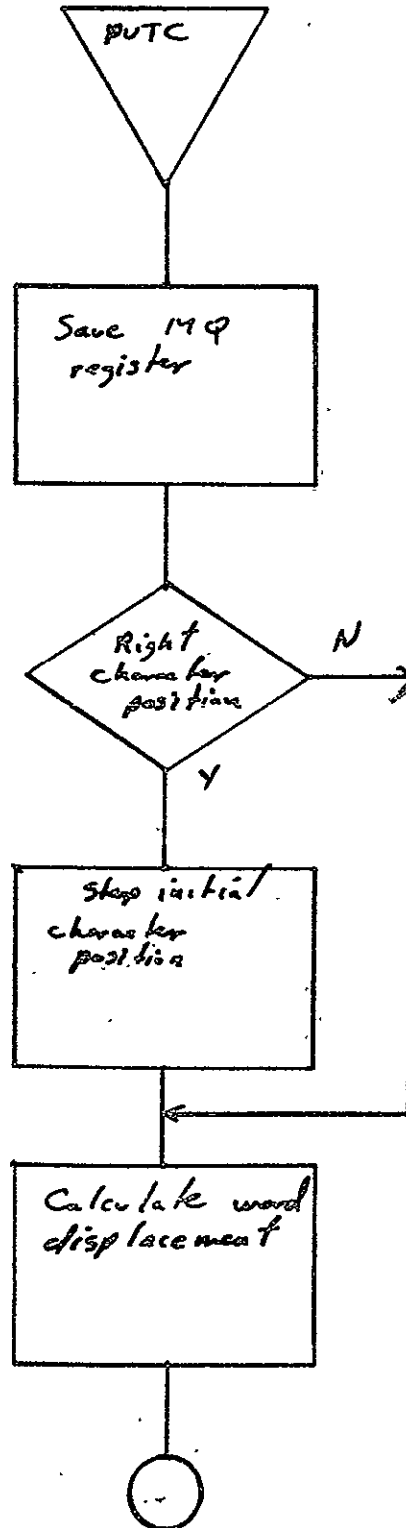 PUTC
Save MQ
register
Right
character
position
N
Y
Step initial
character
position
Calculate word
displacement